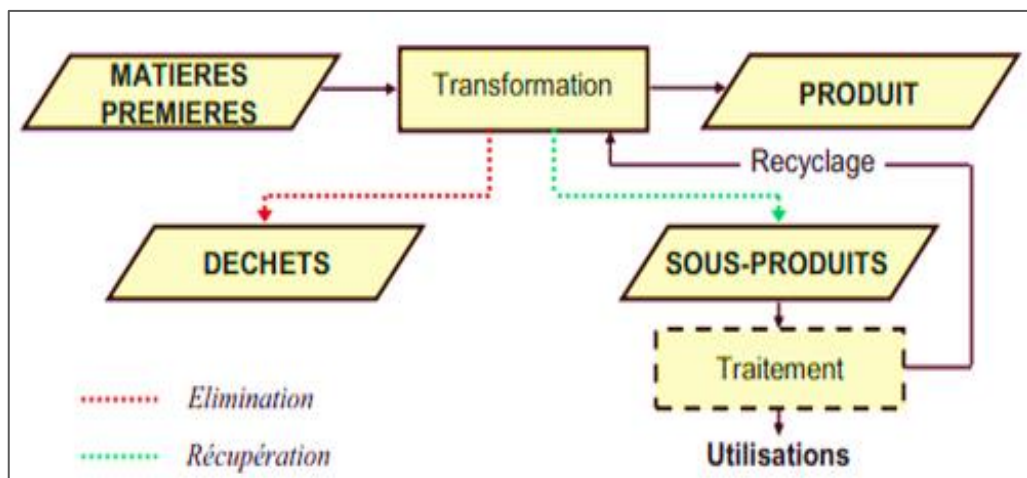 MATIERES
PREMIERES
Transformation
PRODUIT
Recyclage
DECHETS
SOUS-PRODUITS
Traitement
Elimination
Récupération
Utilisations